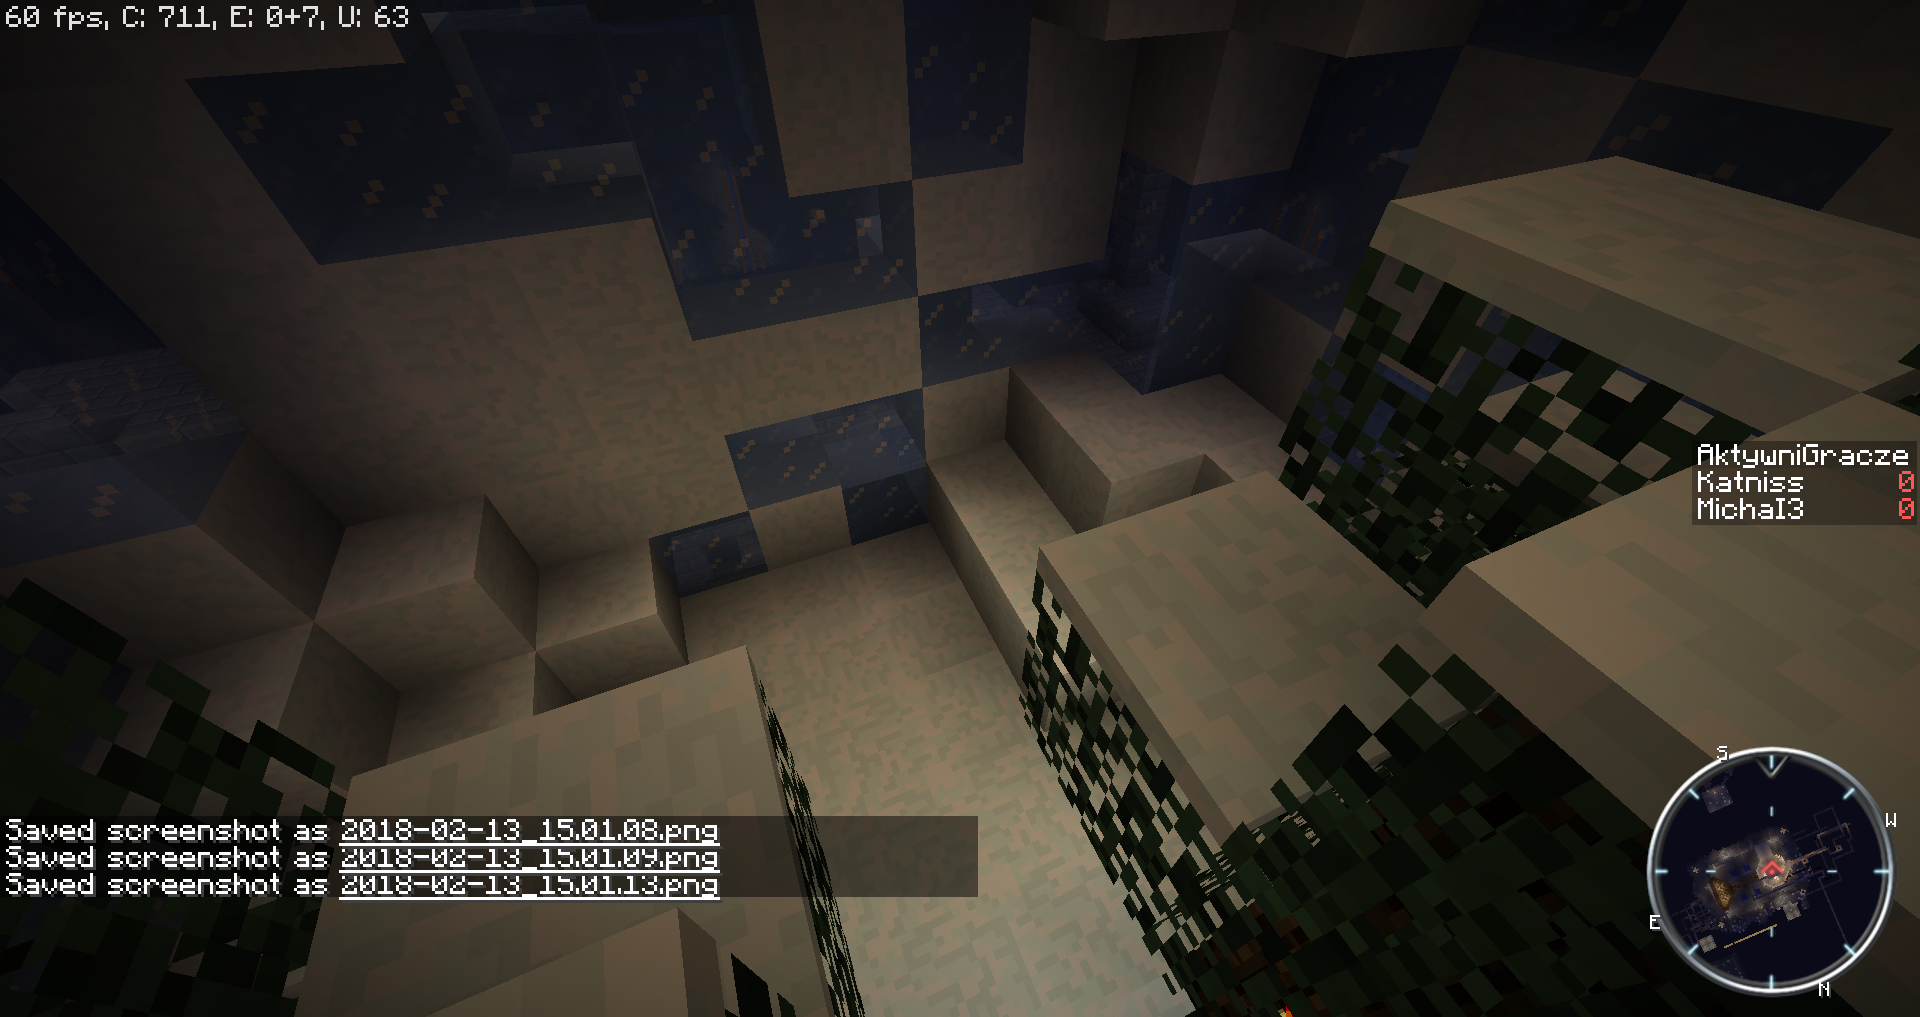 60 fps, C: 711, E: 0+7, U: 63
AktywniGracze
Katniss 0
MichaI3 0
S
W
Saved screenshot as 2018-02-13_15.01.08.png
Saved screenshot as 2018-02-13_15.01.09.png
Saved screenshot as 2018-02-13_15.01.13.png
E
N